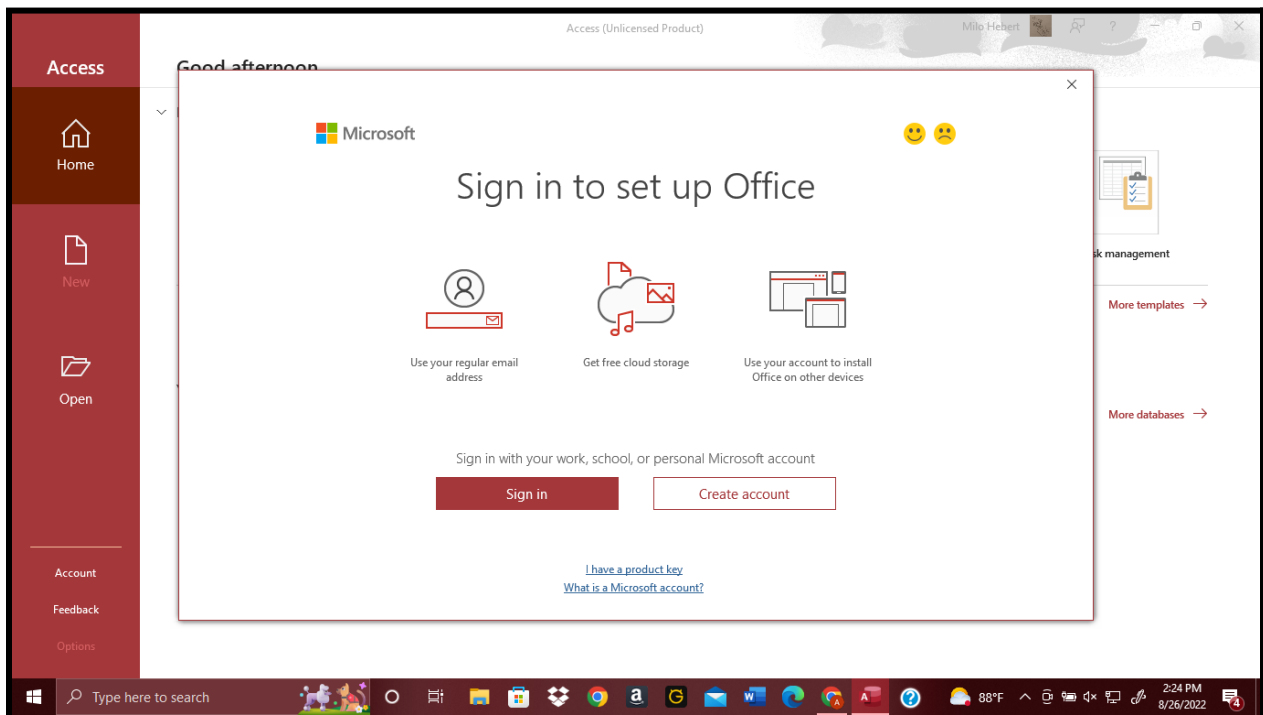 Access (Unlicensed Product)
Milo Hebert
?
Access
Good afternoon
Home
New
Open
Account
Feedback
Options
Microsoft
Sign in to set up Office
Use your regular email
address
Get free cloud storage
Use your account to install
Office on other devices
Sign in with your work, school, or personal Microsoft account
Sign in
Create account
I have a product key
What is a Microsoft account?
sk management
More templates →
More databases →
Type here to search
a
G
W
A
?
88°F
2:24 PM
8/26/2022
4